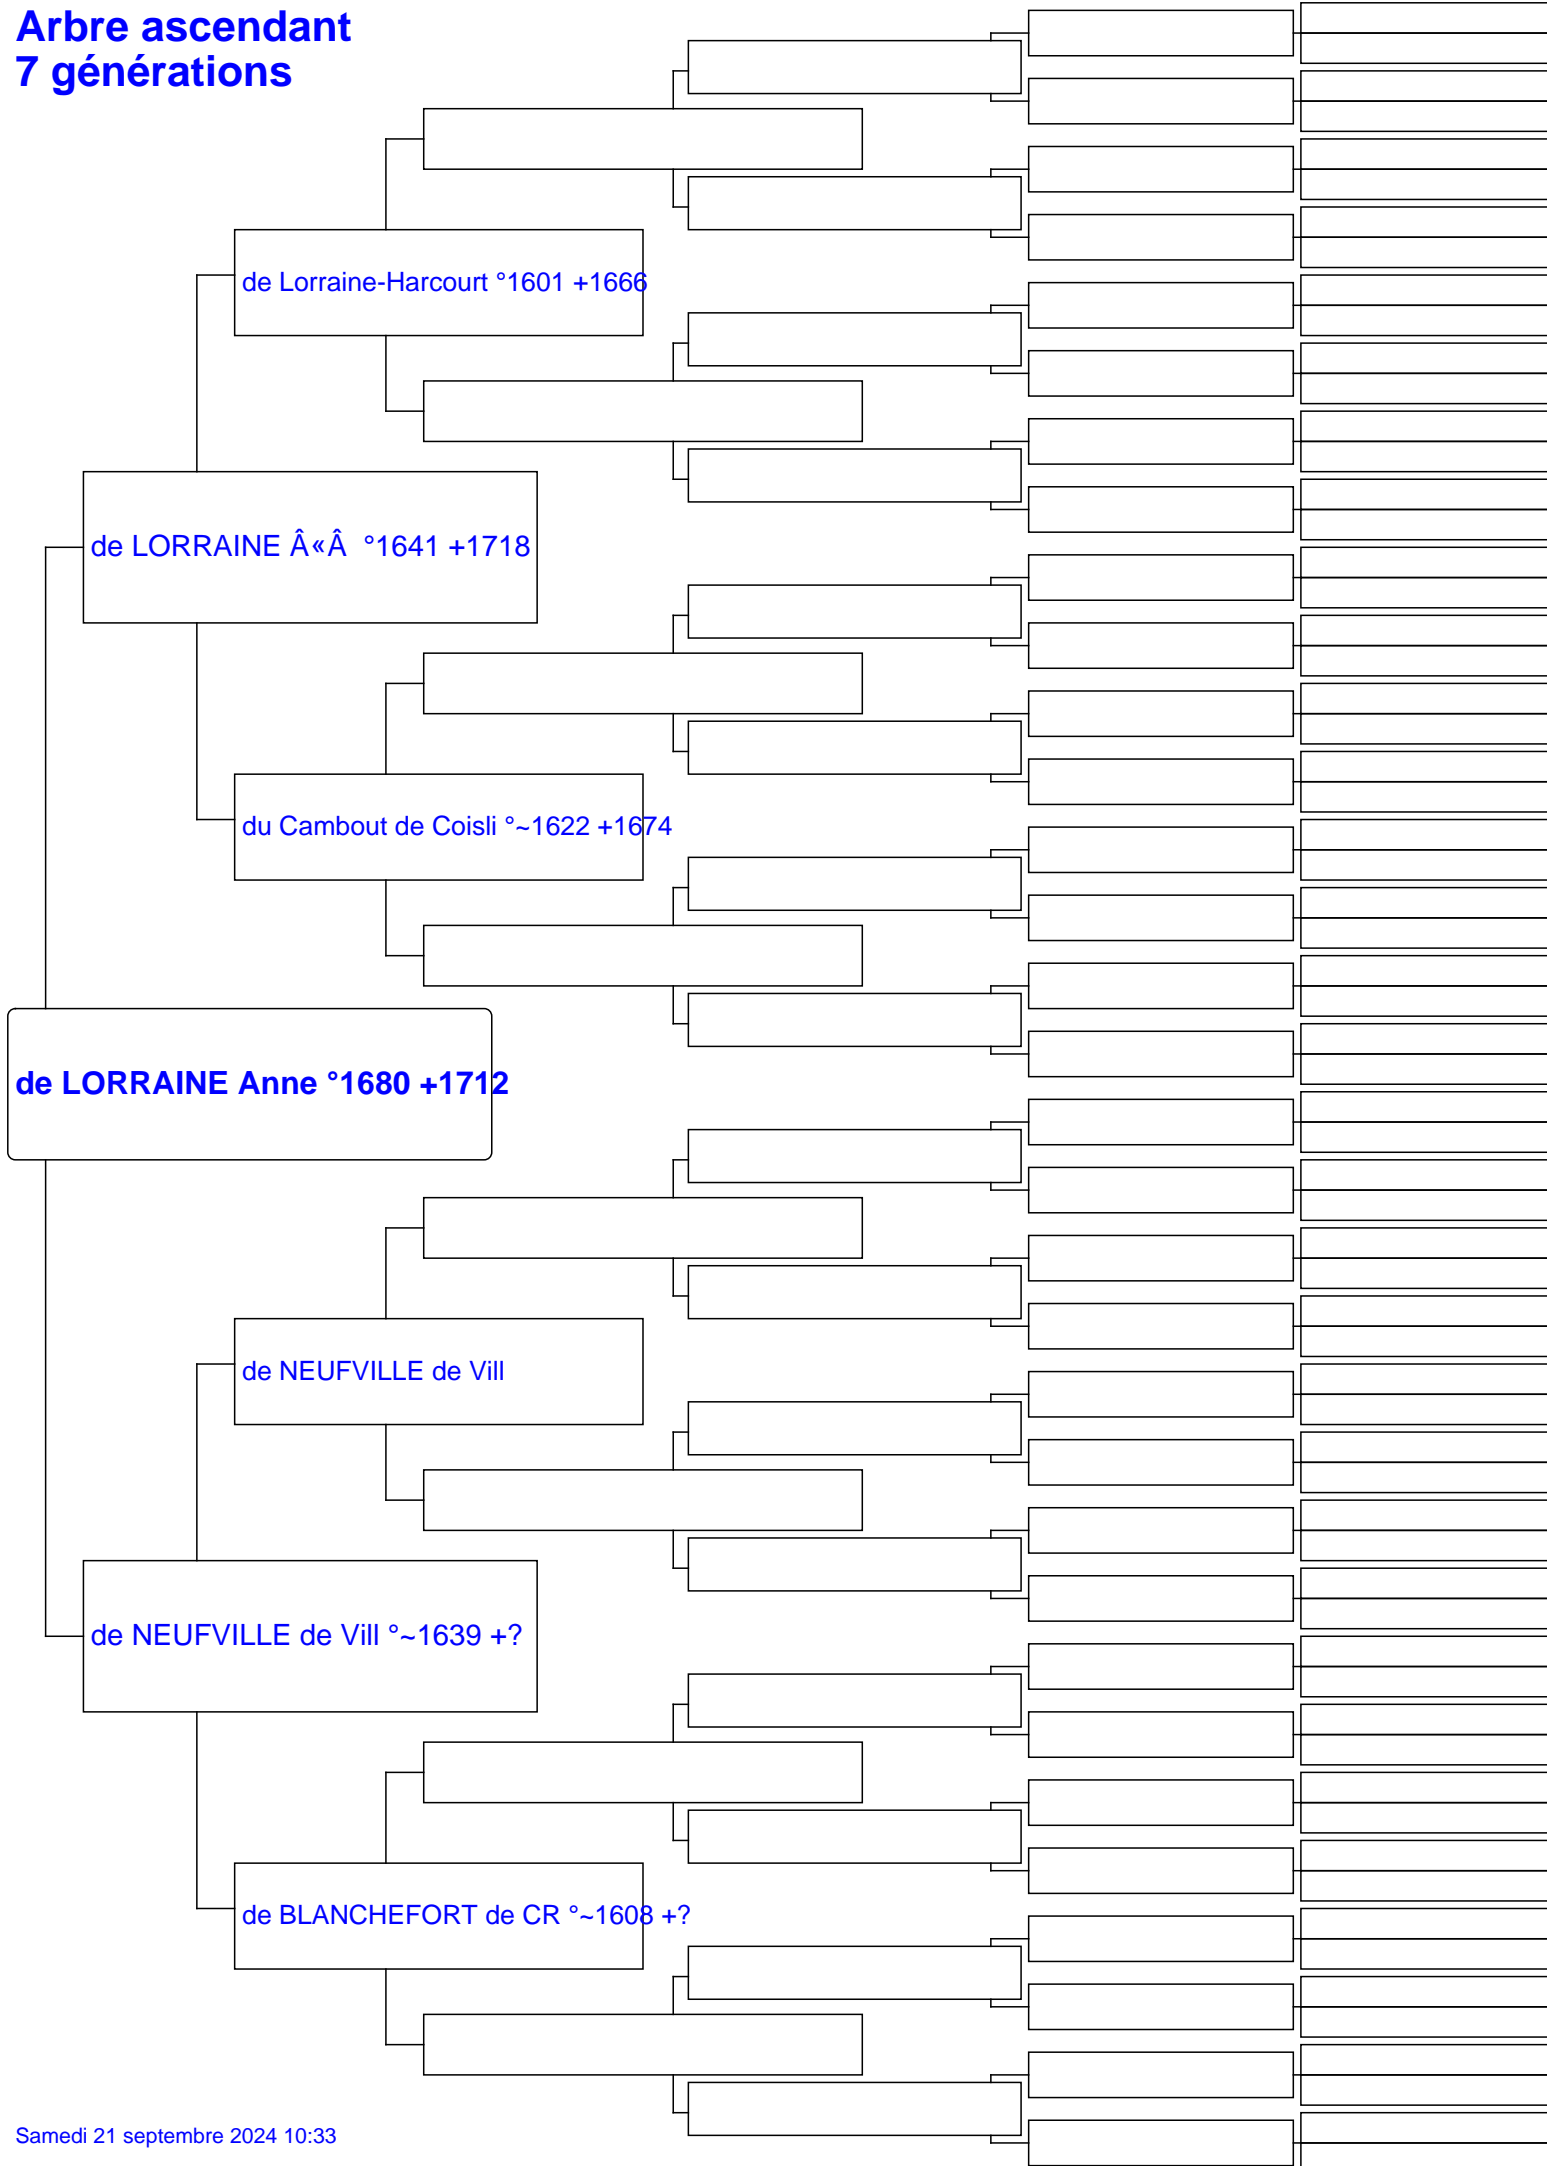 Arbre ascendant
7 générations
de Lorraine-Harcourt °1601 +1666
de LORRAINE Â«Â  °1641 +1718
du Cambout de Coisli °~1622 +1674
de LORRAINE Anne °1680 +1712
de NEUFVILLE de Vill
de NEUFVILLE de Vill °~1639 +?
de BLANCHEFORT de CR °~1608 +?
Samedi 21 septembre 2024 10:33